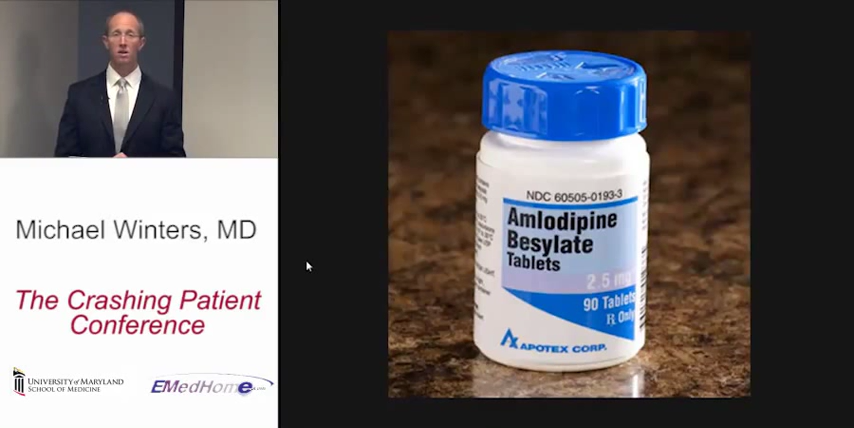 Michael Winters, MD
The Crashing Patient
Conference
UNIVERSITY of MARYLAND
SCHOOL OF MEDICINE
EMedHome
NDC 60505-0193-3
Amlodipine
Besylate
Tablets
2.5 mg
90 Tablets
Rx Only
APOTEX CORP.